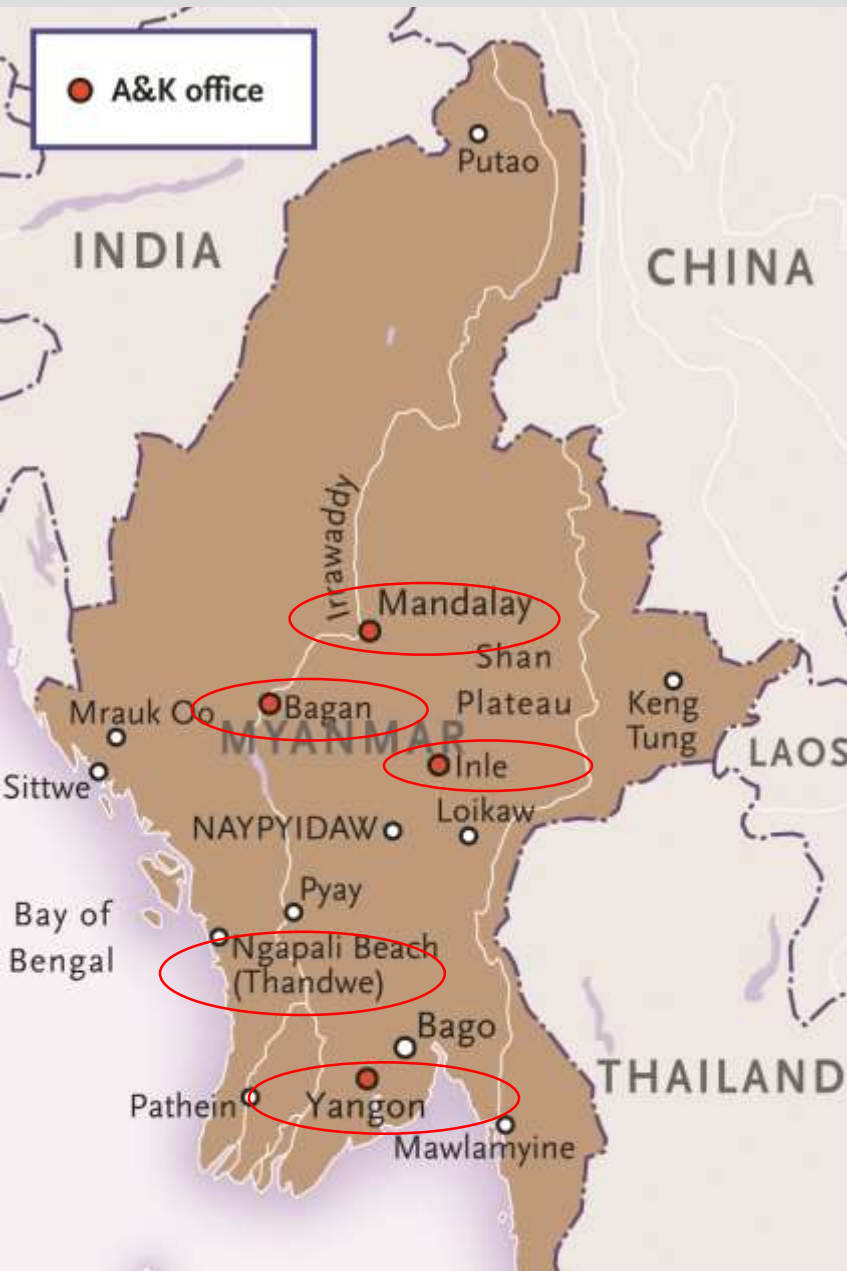 A&K office
Putao
INDIA
CHINA
Irrawaddy
Mandalay
Shan
Plateau
Keng
Tung
Mrauk Oo
Bagan
MYANMAR
LAOS
Inle
Sittwe
Loikaw
NAYPYIDAW
Pyay
Bay of
Bengal
Ngapali Beach
(Thandwe)
Bago
THAILAND
Pathein
Yangon
Mawlamyine